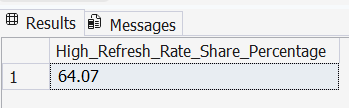 Results Messages
High_Refresh_Rate_Share_Percentage
1 64.07